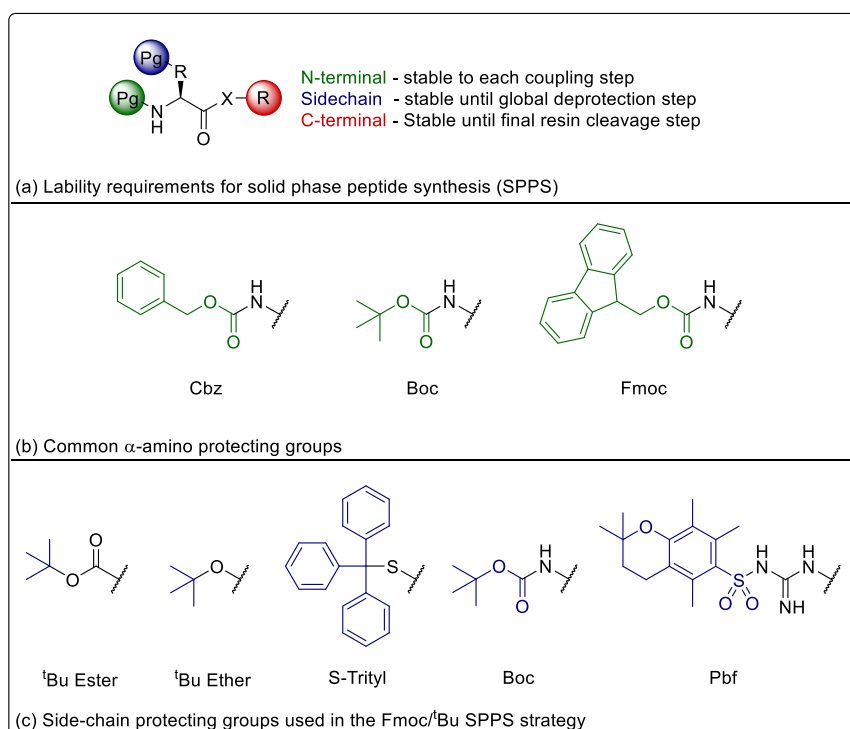 Pg
R
Pg
N
H
O
X
R
N-terminal - stable to each coupling step
Sidechain - stable until global deprotection step
C-terminal - Stable until final resin cleavage step
(a) Lability requirements for solid phase peptide synthesis (SPPS)
O
O
H
N
Cbz
O
O
H
N
Boc
O
O
H
N
Fmoc
(b) Common α-amino protecting groups
O
O
ᵗBu Ester
O
ᵗBu Ether
S
S-Trityl
O
O
H
N
Boc
O
S
O O
H
N
NH
H
N
Pbf
(c) Side-chain protecting groups used in the Fmoc/ᵗBu SPPS strategy